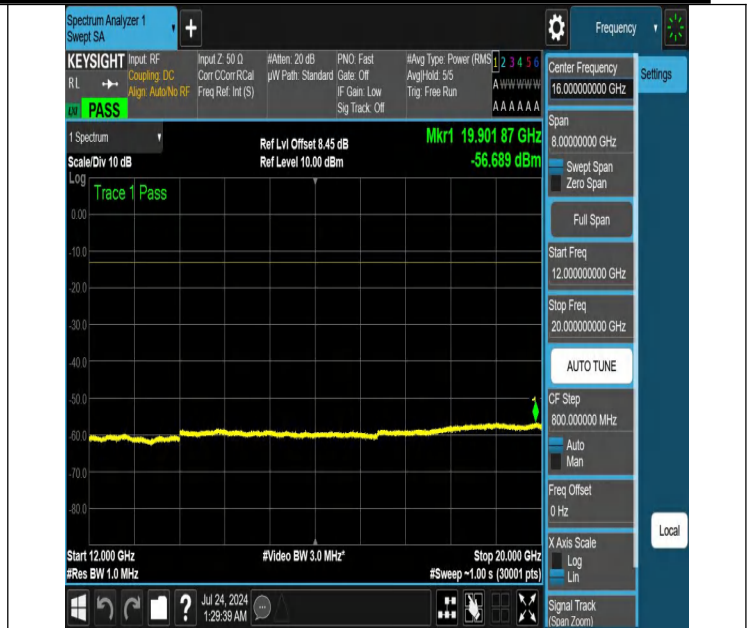 Spectrum Analyzer 1
Swept SA
+
Frequency
KEYSIGHT
RL
PASS
Input: RF
Coupling: DC
Align: Auto/No RF
Input Z: 50 Ω
Corr CCorr RCal
Freq Ref: Int (S)
#Atten: 20 dB
µW Path: Standard
PNO: Fast
Gate: Off
IF Gain: Low
Sig Track: Off
#Avg Type: Power (RMS
Avg|Hold: 5/5
Trig: Free Run
1 2 3 4 5 6
A W W W W W
A A A A A A
1 Spectrum
Scale/Div 10 dB
Ref Lvl Offset 8.45 dB
Ref Level 10.00 dBm
Mkr1 19.901 87 GHz
-56.689 dBm
Log
Trace 1 Pass
0.00
-10.0
-20.0
-30.0
-40.0
-50.0
-60.0
-70.0
-80.0
1
Start 12.000 GHz
#Res BW 1.0 MHz
#Video BW 3.0 MHz*
Stop 20.000 GHz
#Sweep ~1.00 s (30001 pts)
?
Jul 24, 2024
1:29:39 AM
Center Frequency
16.00000000 GHz
Settings
Span
8.00000000 GHz
Swept Span
Zero Span
Full Span
Start Freq
12.000000000 GHz
Stop Freq
20.000000000 GHz
AUTO TUNE
CF Step
800.000000 MHz
Auto
Man
Freq Offset
0 Hz
X Axis Scale
Log
Lin
Local
Signal Track
(Span Zoom)